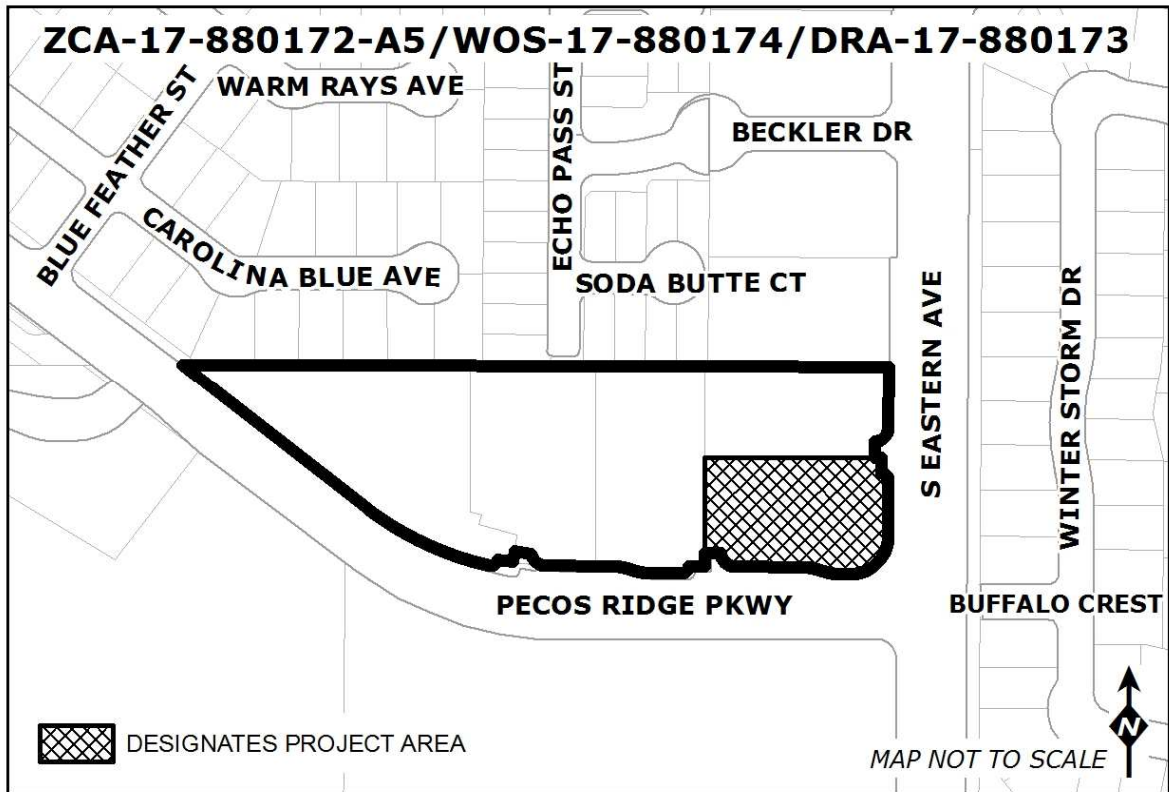 ZCA-17-880172-A5/WOS-17-880174/DRA-17-880173
WARM RAYS AVE
BLUE FEATHER ST
ECHO PASS ST
BECKLER DR
CAROLINA BLUE AVE
SODA BUTTE CT
S EASTERN AVE
WINTER STORM DR
PECOS RIDGE PKWY
BUFFALO CREST
DESIGNATES PROJECT AREA
MAP NOT TO SCALE
N